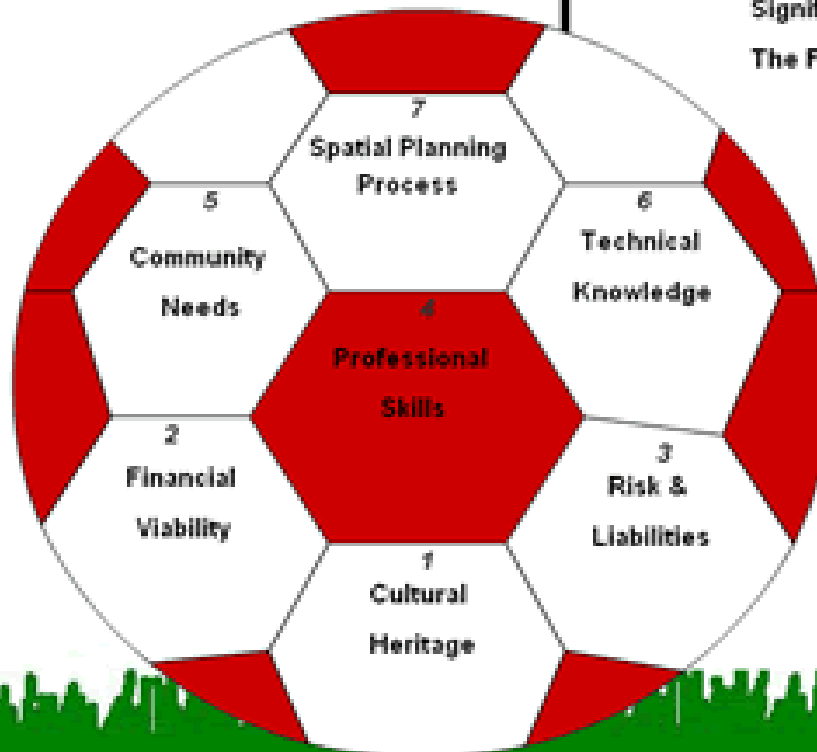 7
Spatial Planning
Process
5
Community
Needs
6
Technical
Knowledge
4
Professional
Skills
2
Financial
Viability
3
Risk &
Liabilities
1
Cultural
Heritage
The